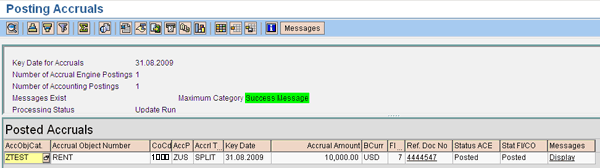 Posting Accruals
Messages
Key Date for Accruals 31.08.2009
Number of Accrual Engine Postings 1
Number of Accounting Postings 1
Messages Exist Maximum Category Success Message
Processing Status Update Run
Posted Accruals
AccObjCat. Accrual Object Number CoCd AccP Accrl T... Key Date Accrual Amount BCurr FI ... Ref. Doc No Status ACE Stat FI/CO Messages
ZTEST RENT 1000 ZUS SPLIT 31.08.2009 10,000.00 USD 7 4444547 Posted Posted Display